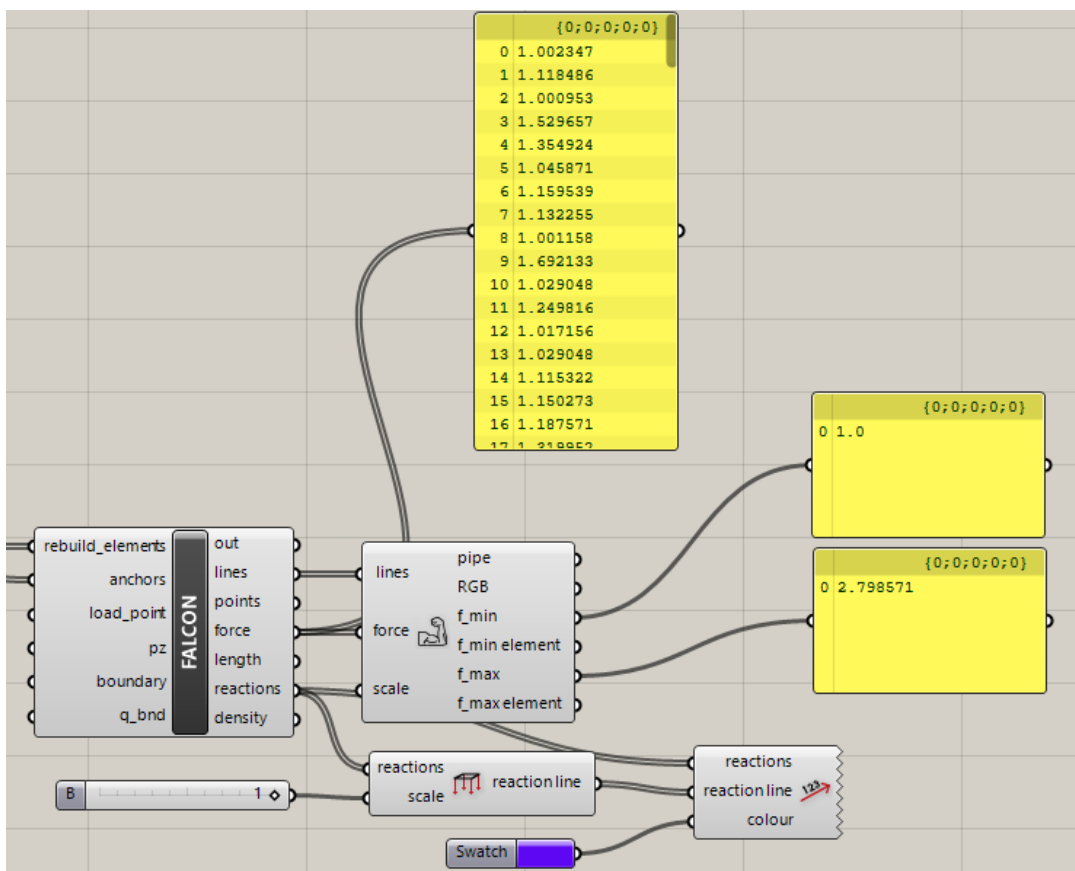 {0;0;0;0;0}
0 1.002347
1 1.118486
2 1.000953
3 1.529657
4 1.354924
5 1.045871
6 1.159539
7 1.132255
8 1.001158
9 1.692133
10 1.029048
11 1.249816
12 1.017156
13 1.029048
14 1.115322
15 1.150273
16 1.187571
17 1.319952
{0;0;0;0;0}
0 1.0
{0;0;0;0;0}
0 2.798571
rebuild_elements
anchors
load_point
pz
boundary
q_bnd
FALCON
out
lines
points
force
length
reactions
density
lines
force
scale
pipe
RGB
f_min
f_min element
f_max
f_max element
reactions
scale
reaction line
B 1
reactions
reaction line
colour
123
Swatch